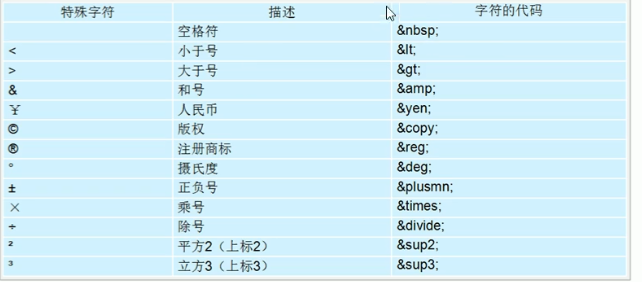 特殊字符 描述 字符的代码
空格符 &nbsp;
< 小于号 &lt;
> 大于号 &gt;
& 和号 &amp;
¥ 人民币 &yen;
© 版权 &copy;
® 注册商标 &reg;
° 摄氏度 &deg;
± 正负号 &plusmn;
× 乘号 &times;
÷ 除号 &divide;
² 平方2（上标2） &sup2;
³ 立方3（上标3） &sup3;